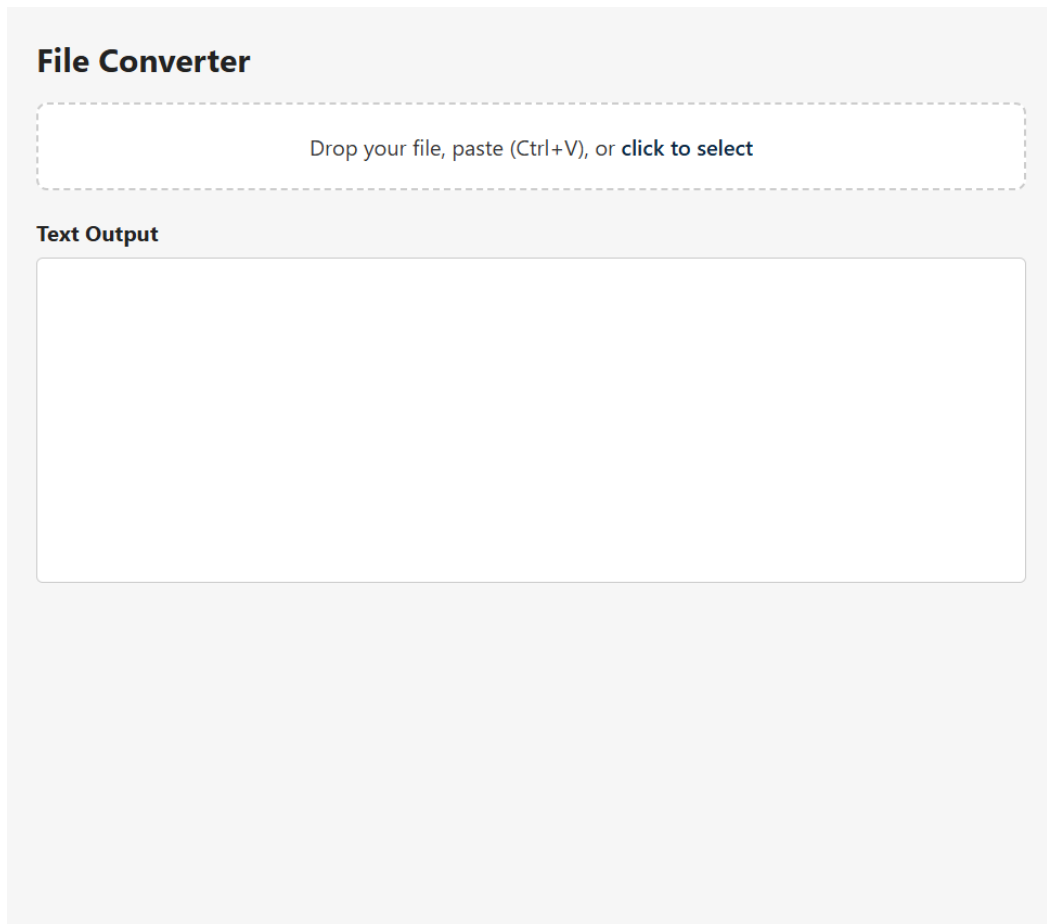 File Converter
Drop your file, paste (Ctrl+V), or click to select
Text Output